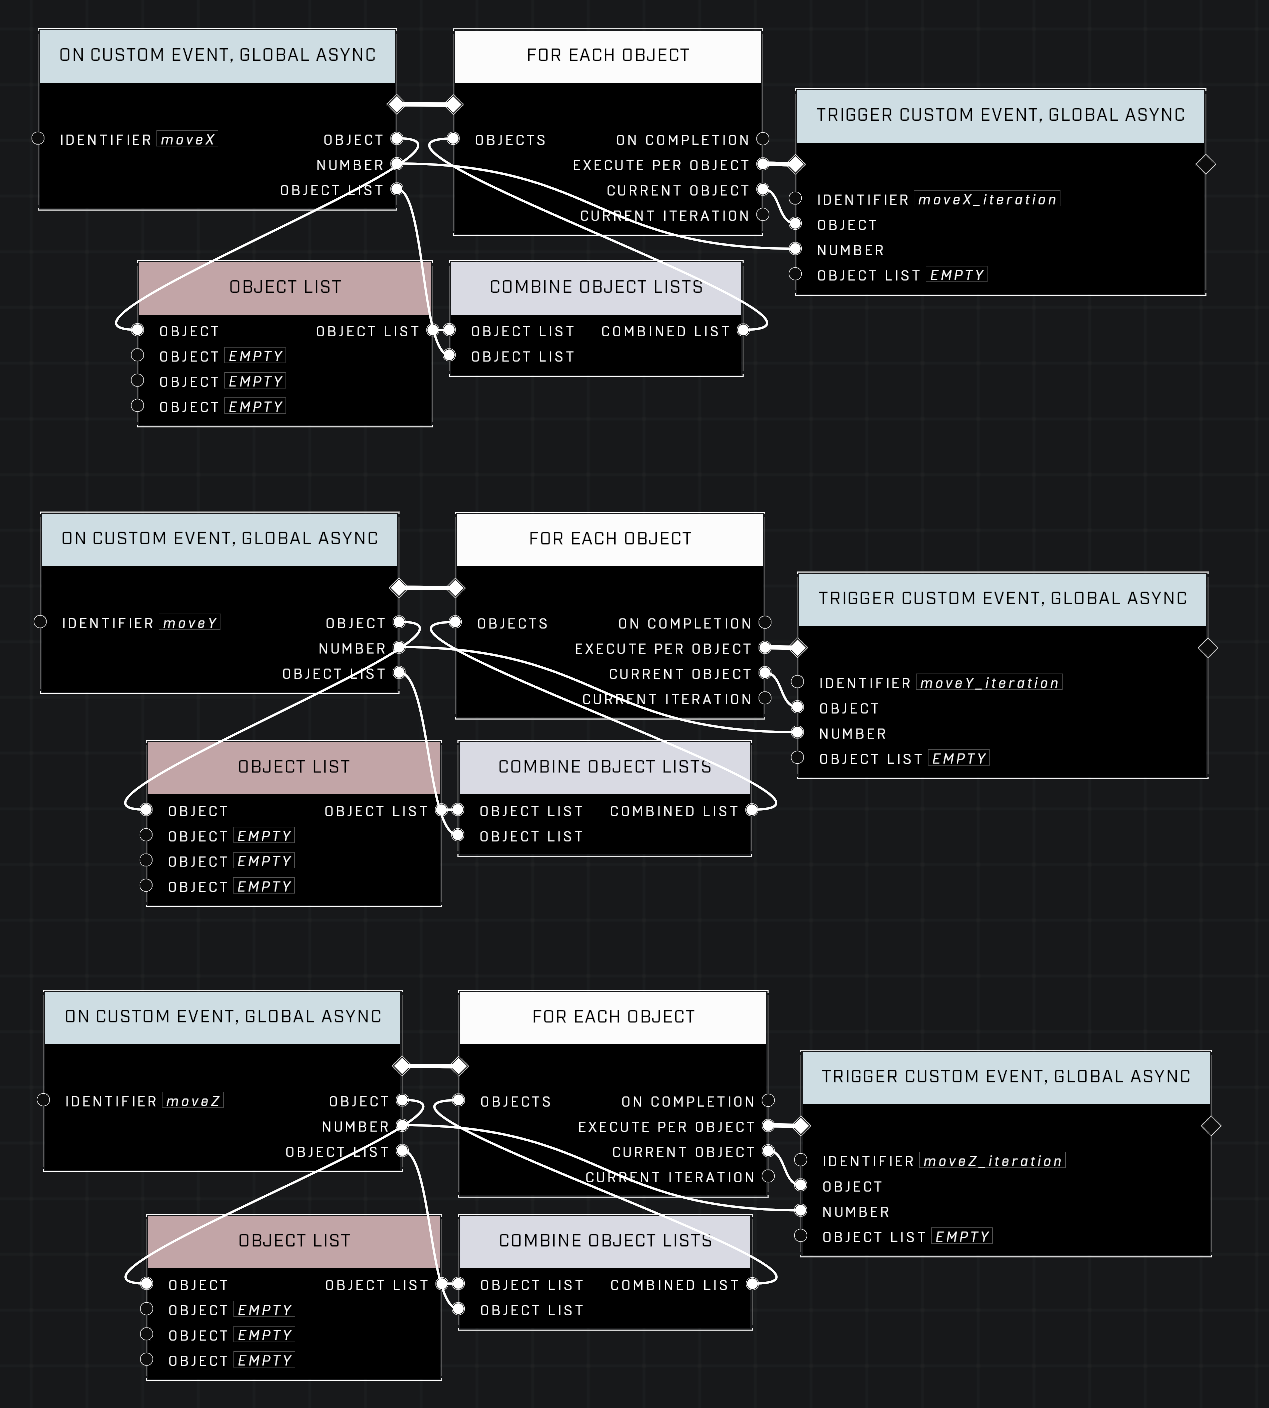 ON CUSTOM EVENT, GLOBAL ASYNC
IDENTIFIER moveX
OBJECT
NUMBER
OBJECT LIST
FOR EACH OBJECT
OBJECTS
ON COMPLETION
EXECUTE PER OBJECT
CURRENT OBJECT
CURRENT ITERATION
TRIGGER CUSTOM EVENT, GLOBAL ASYNC
IDENTIFIER moveX_iteration
OBJECT
NUMBER
OBJECT LIST EMPTY
OBJECT LIST
OBJECT OBJECT LIST
OBJECT EMPTY
OBJECT EMPTY
OBJECT EMPTY
COMBINE OBJECT LISTS
OBJECT LIST COMBINED LIST
OBJECT LIST
ON CUSTOM EVENT, GLOBAL ASYNC
IDENTIFIER moveY
OBJECT
NUMBER
OBJECT LIST
FOR EACH OBJECT
OBJECTS
ON COMPLETION
EXECUTE PER OBJECT
CURRENT OBJECT
CURRENT ITERATION
TRIGGER CUSTOM EVENT, GLOBAL ASYNC
IDENTIFIER moveY_iteration
OBJECT
NUMBER
OBJECT LIST EMPTY
OBJECT LIST
OBJECT OBJECT LIST
OBJECT EMPTY
OBJECT EMPTY
OBJECT EMPTY
COMBINE OBJECT LISTS
OBJECT LIST COMBINED LIST
OBJECT LIST
ON CUSTOM EVENT, GLOBAL ASYNC
IDENTIFIER moveZ
OBJECT
NUMBER
OBJECT LIST
FOR EACH OBJECT
OBJECTS
ON COMPLETION
EXECUTE PER OBJECT
CURRENT OBJECT
CURRENT ITERATION
TRIGGER CUSTOM EVENT, GLOBAL ASYNC
IDENTIFIER moveZ_iteration
OBJECT
NUMBER
OBJECT LIST EMPTY
OBJECT LIST
OBJECT OBJECT LIST
OBJECT EMPTY
OBJECT EMPTY
OBJECT EMPTY
COMBINE OBJECT LISTS
OBJECT LIST COMBINED LIST
OBJECT LIST